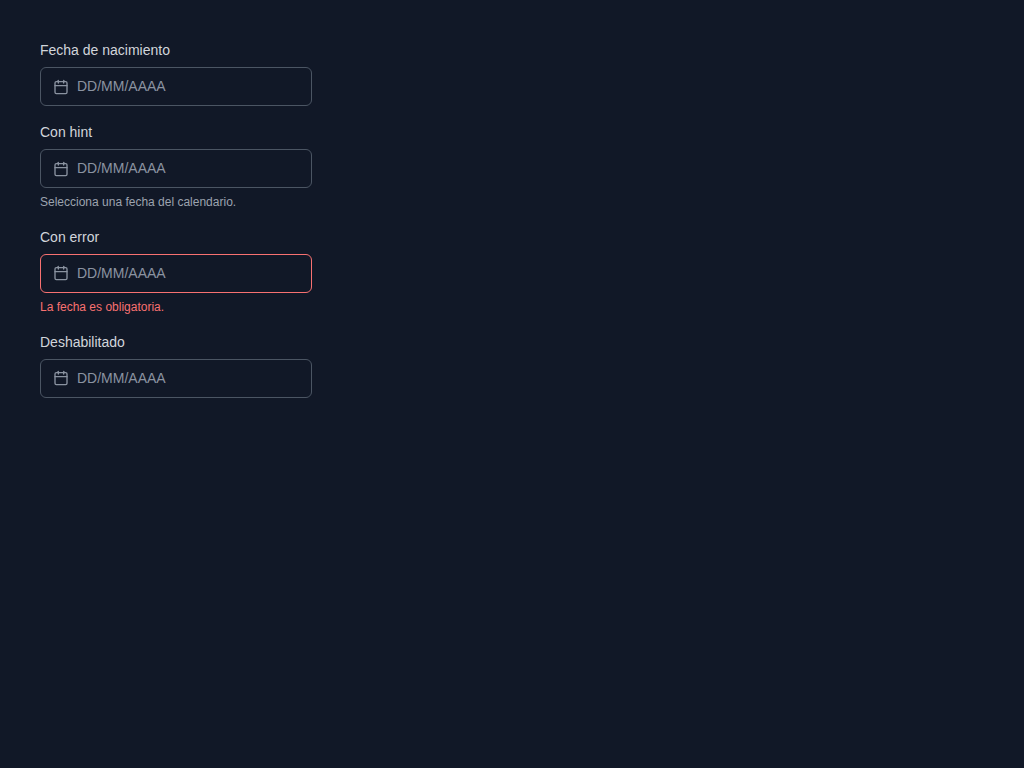 Fecha de nacimiento
DD/MM/AAAA
Con hint
DD/MM/AAAA
Selecciona una fecha del calendario.
Con error
DD/MM/AAAA
La fecha es obligatoria.
Deshabilitado
DD/MM/AAAA